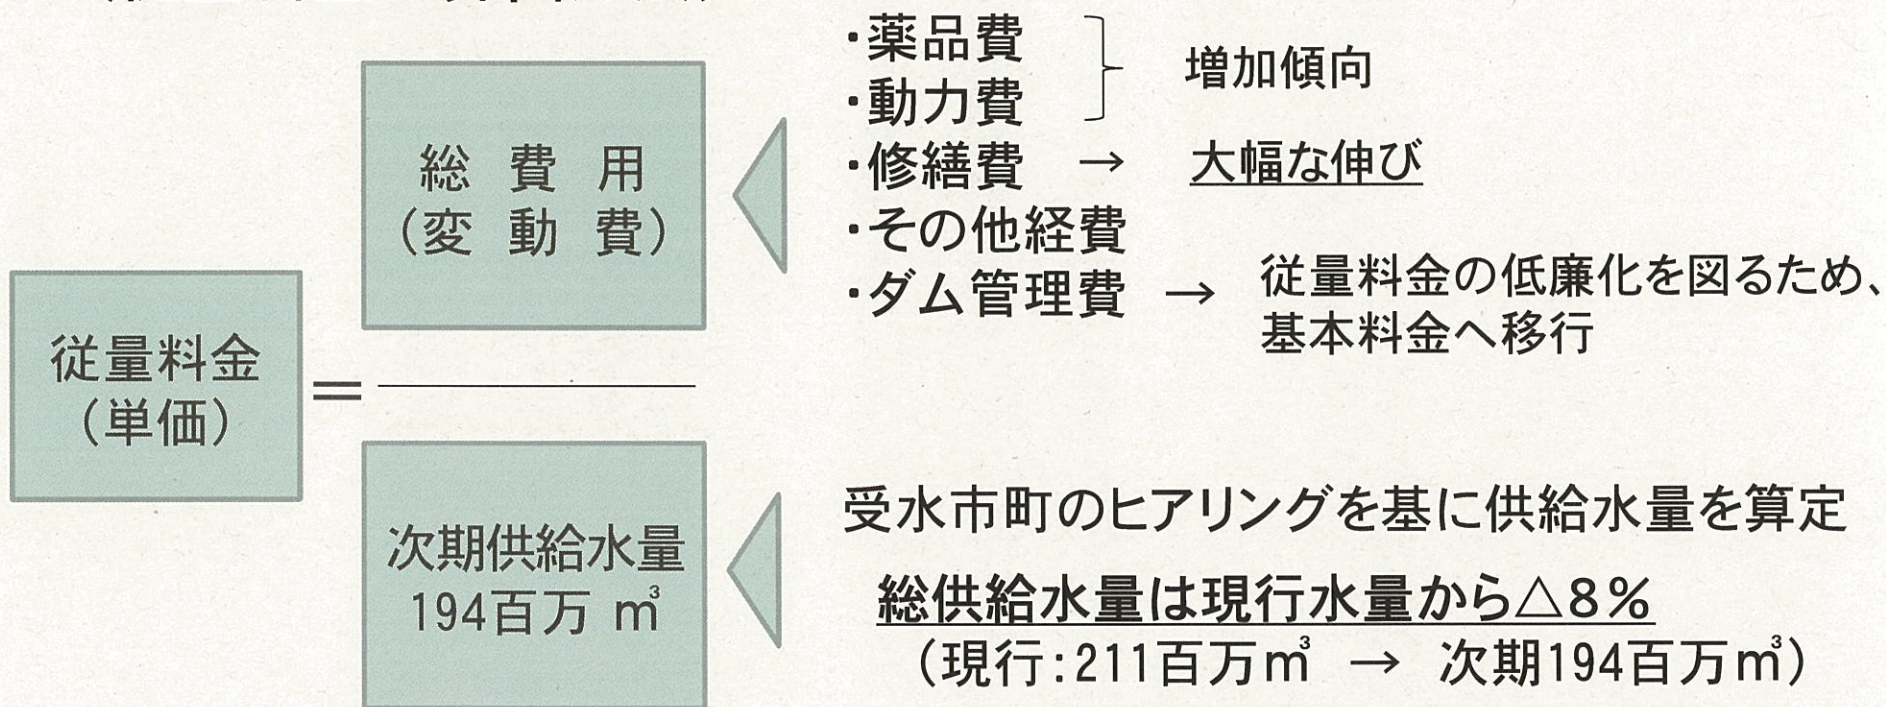 ・薬品費
・動力費
増加傾向
・修繕費 → 大幅な伸び
・その他経費
・ダム管理費 → 従量料金の低廉化を図るため、
基本料金へ移行
総 費 用
（変 動 費）
従量料金
（単価）
＝
次期供給水量
194百万 ㎥
受水市町のヒアリングを基に供給水量を算定
総供給水量は現行水量から△8％
（現行：211百万㎥ → 次期194百万㎥）